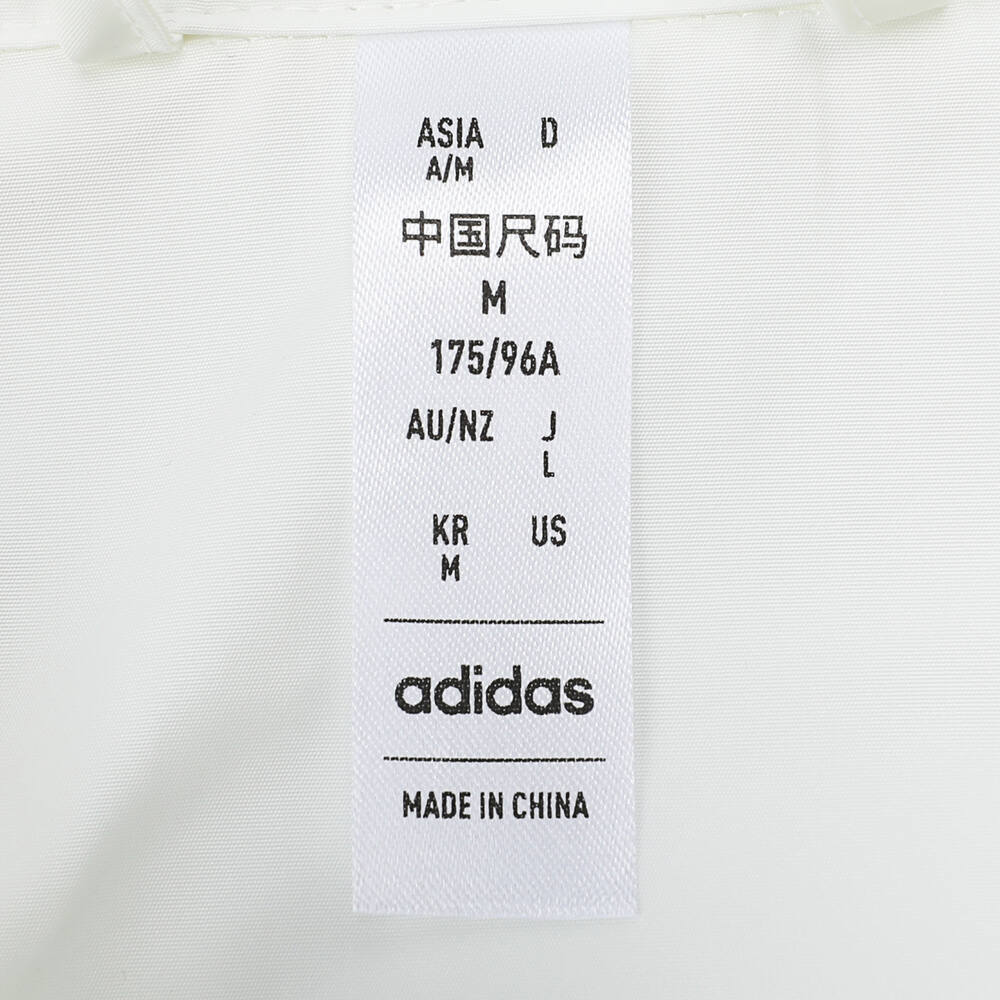 ASIA D
A/M
中国尺码
M
175/96A
AU/NZ J
L
KR US
M
adidas
MADE IN CHINA